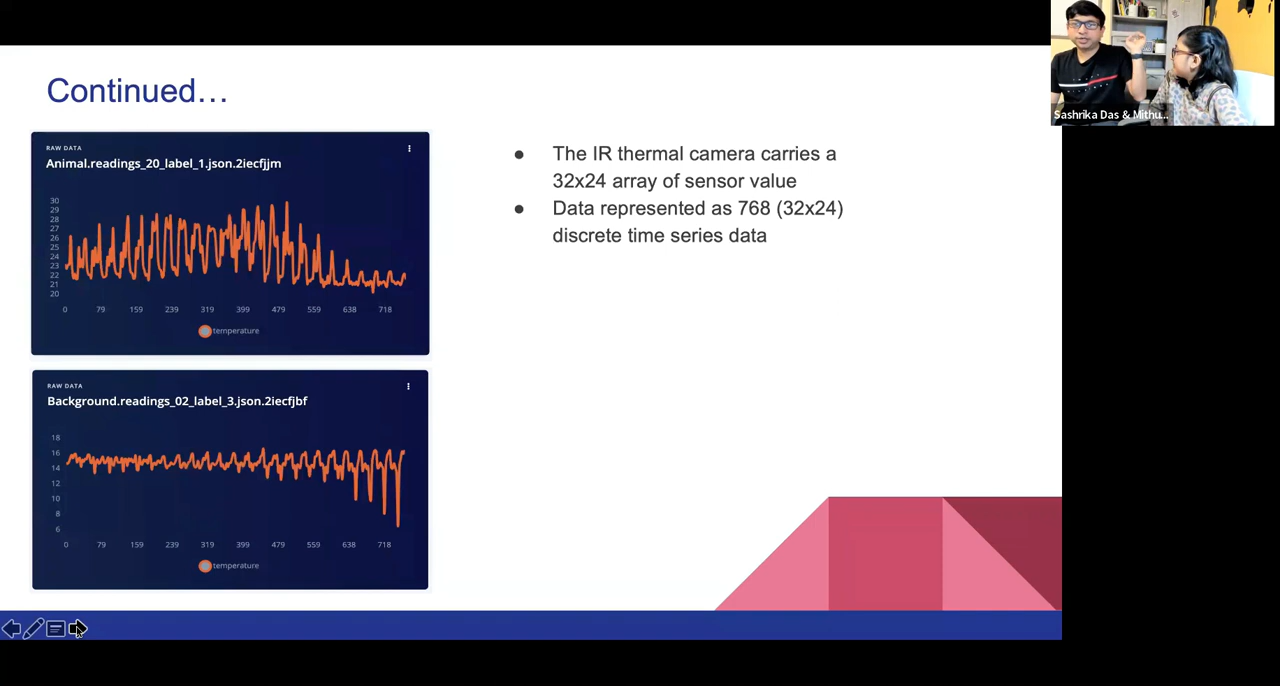 Sashrika Das & Mithu...
Continued...
RAW DATA
Animal.readings_20_label_1.json.2iecfjjm
30
29
28
27
26
25
24
23
22
21
20
0 79 159 239 319 399 479 559 638 718
temperature
RAW DATA
Background.readings_02_label_3.json.2iecfjbf
18
16
14
12
10
8
6
0 79 159 239 319 399 479 559 638 718
temperature
● The IR thermal camera carries a
32x24 array of sensor value
● Data represented as 768 (32x24)
discrete time series data